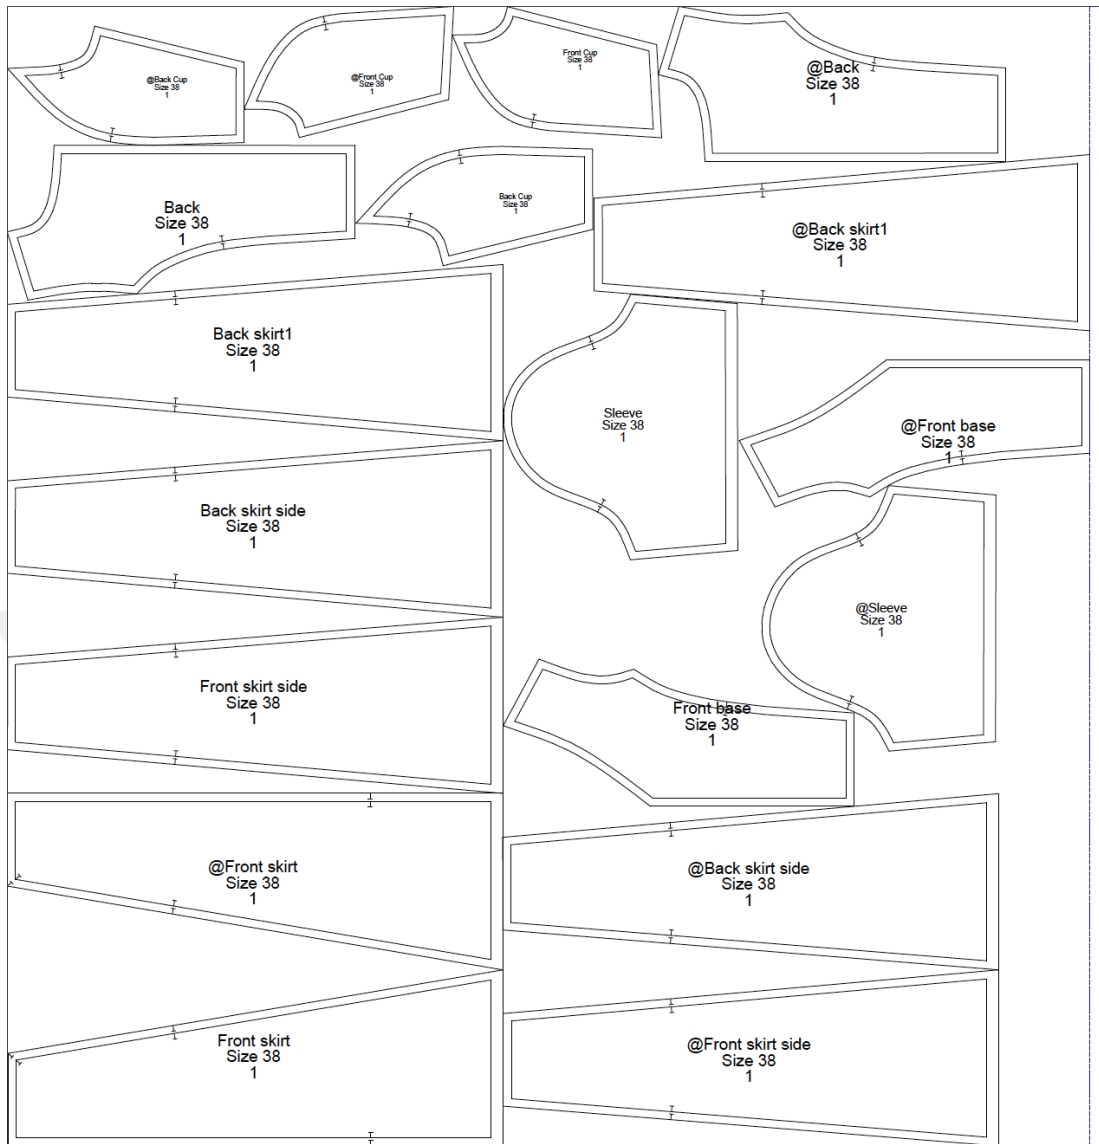 @Back Cup
Size 38
1
@Front Cup
Size 38
1
Front Cup
Size 38
1
@Back
Size 38
1
Back
Size 38
1
Back Cup
Size 38
1
@Back skirt1
Size 38
1
Back skirt1
Size 38
1
Sleeve
Size 38
1
@Front base
Size 38
1
Back skirt side
Size 38
1
@Sleeve
Size 38
1
Front skirt side
Size 38
1
Front base
Size 38
1
@Front skirt
Size 38
1
@Back skirt side
Size 38
1
Front skirt
Size 38
1
@Front skirt side
Size 38
1